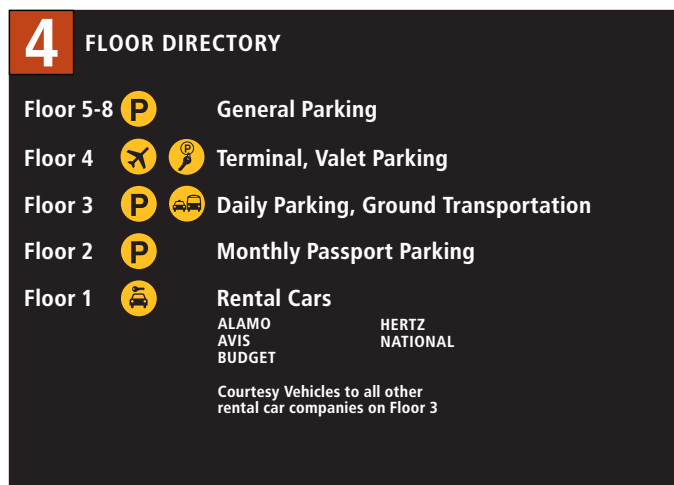 4 FLOOR DIRECTORY
Floor 5-8 P General Parking
Floor 4 P Terminal, Valet Parking
Floor 3 P Daily Parking, Ground Transportation
Floor 2 P Monthly Passport Parking
Floor 1 Rental Cars
ALAMO HERTZ
AVIS NATIONAL
BUDGET
Courtesy Vehicles to all other
rental car companies on Floor 3